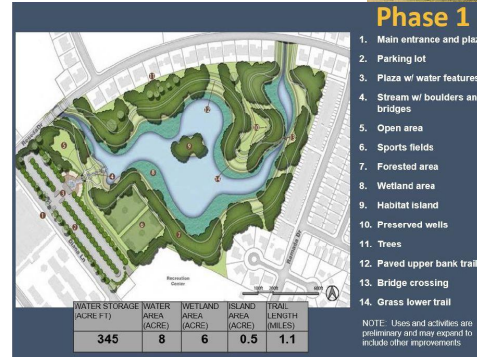 Phase 1
1. Main entrance and plaz
2. Parking lot
3. Plaza w/ water features
4. Stream w/ boulders an
bridges
5. Open area
6. Sports fields
7. Forested area
8. Wetland area
9. Habitat island
10. Preserved wells
11. Trees
12. Paved upper bank trail
13. Bridge crossing
14. Grass lower trail
NOTE: Uses and activities are
preliminary and may expand to
include other improvements
Recreation
Center
WATER STORAGE (ACRE FT) WATER AREA (ACRE) WETLAND AREA (ACRE) ISLAND AREA (ACRE) TRAIL LENGTH (MILES)
345 8 6 0.5 1.1